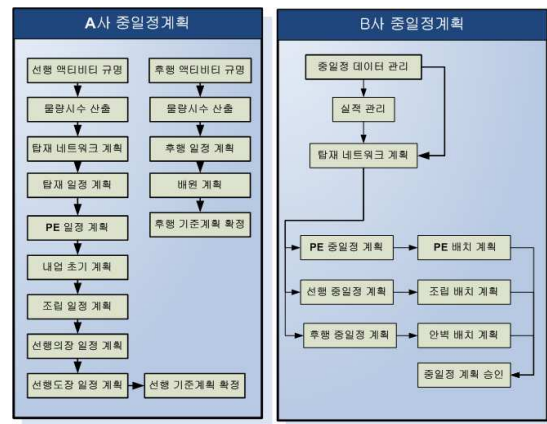 A사 중일정계획
선행 액티비티 규명
물량시수 산출
탑재 네트워크 계획
탑재 일정 계획
PE 일정 계획
내업 초기 계획
조립 일정 계획
선행의장 일정 계획
선행도장 일정 계획
선행 기준계획 확정
후행 액티비티 규명
물량시수 산출
후행 일정 계획
배원 계획
후행 기준계획 확정
B사 중일정계획
중일정 데이터 관리
실적 관리
탑재 네트워크 계획
PE 중일정 계획
PE 배치 계획
선행 중일정 계획
조립 배치 계획
후행 중일정 계획
안벽 배치 계획
중일정 계획 승인